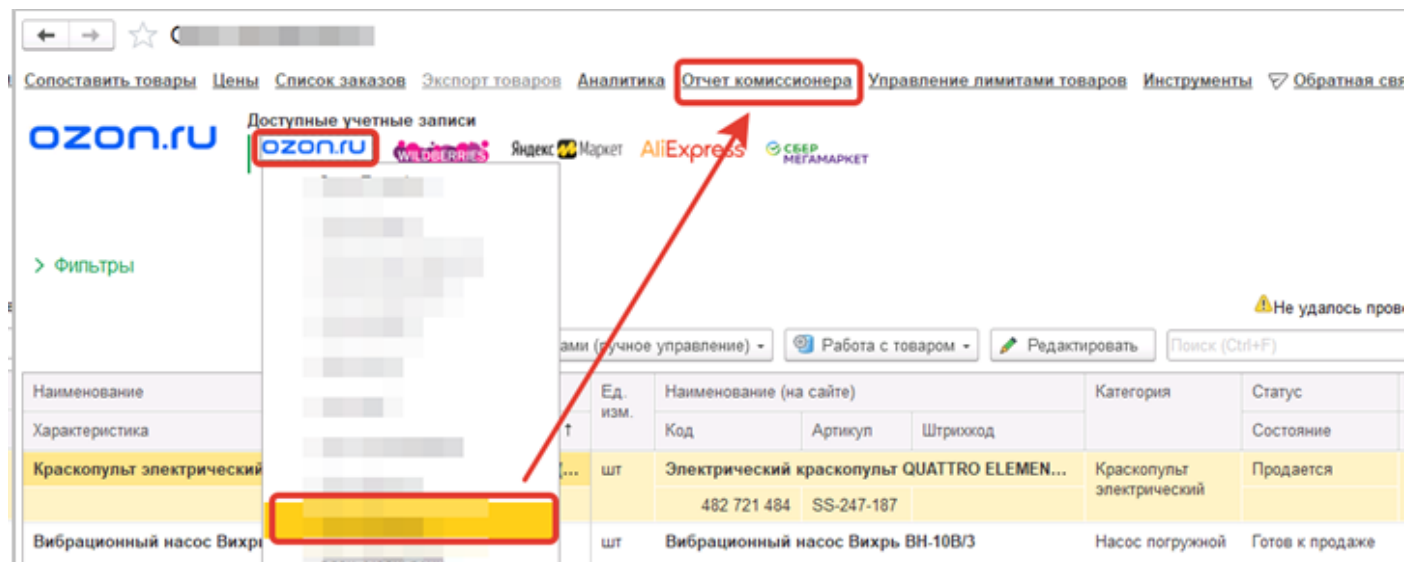 Сопоставить товары Цены Список заказов Экспорт товаров Аналитика Отчет комиссионера Управление лимитами товаров Инструменты Обратная свя
ozon.ru
Доступные учетные записи
ozon.ru WILDBERRIES Яндекс Маркет AliExpress СБЕР МЕГАМАРКЕТ
> Фильтры
Не удалось пров
ами (ручное управление) Работа с товаром Редактировать Поиск (Ctrl+F)
Наименование Ед. изм. Наименование (на сайте) Категория Статус
Характеристика ↑ Код Артикул Штрихкод Состояние
Краскопульт электрический (... шт Электрический краскопульт QUATTRO ELEMEN... Краскопульт электрический Продается
482 721 484 SS-247-187
Вибрационный насос Вихрь шт Вибрационный насос Вихрь ВН-10В/3 Насос погружной Готов к продаже